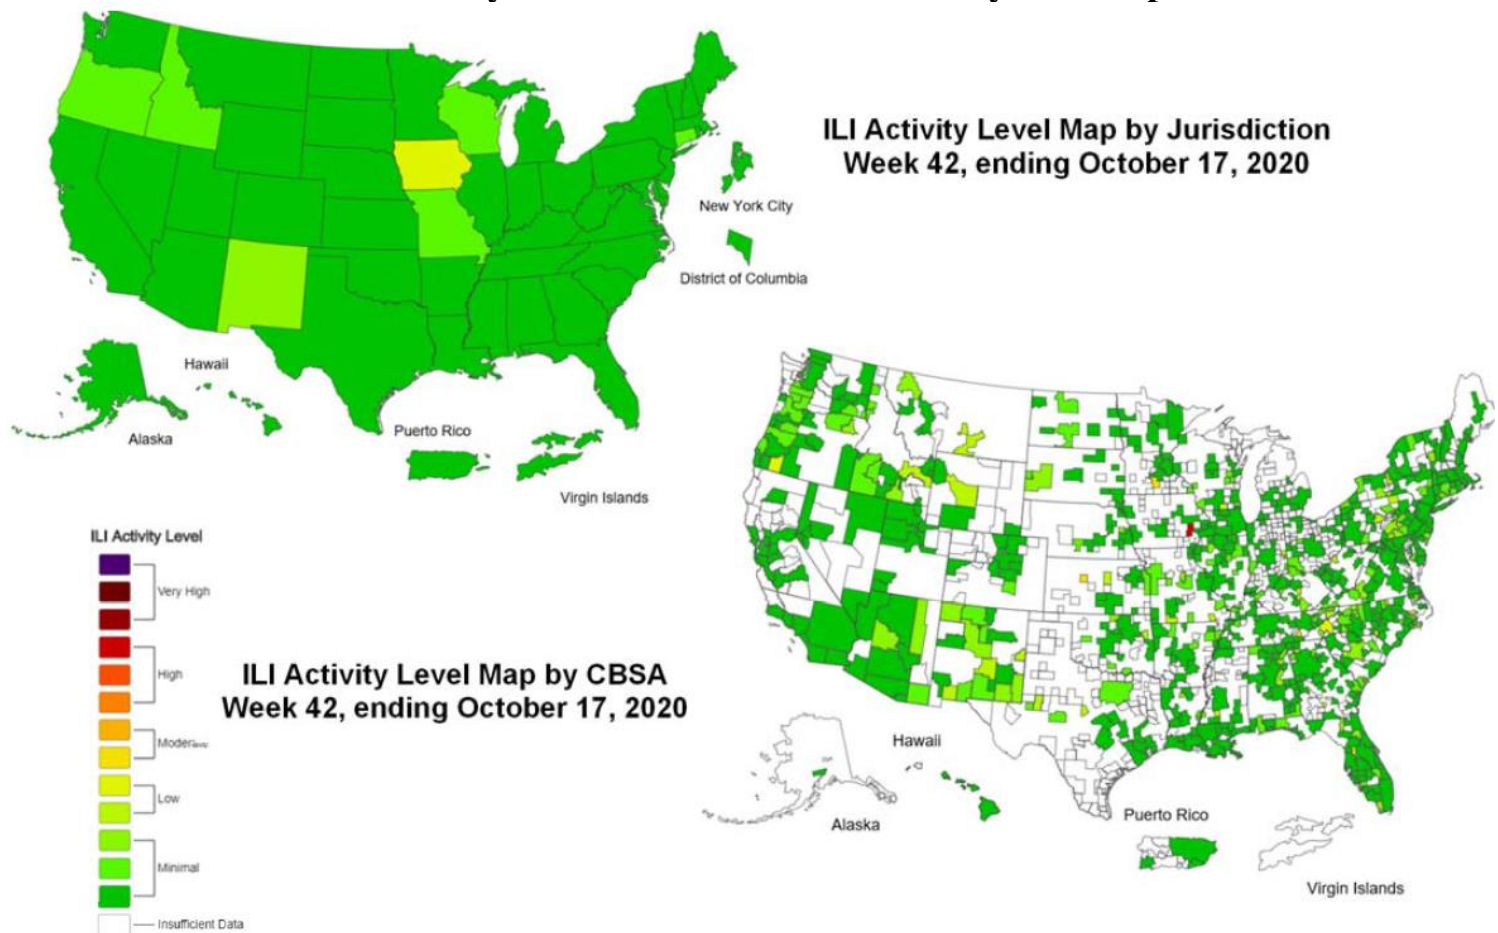 ILI Activity Level Map by Jurisdiction
Week 42, ending October 17, 2020
New York City
District of Columbia
Hawaii
Alaska
Puerto Rico
Virgin Islands
ILI Activity Level
Very High
High
Low
Minimal
Insufficient Data
ILI Activity Level Map by CBSA
Week 42, ending October 17, 2020
Hawaii
Alaska
Puerto Rico
Virgin Islands